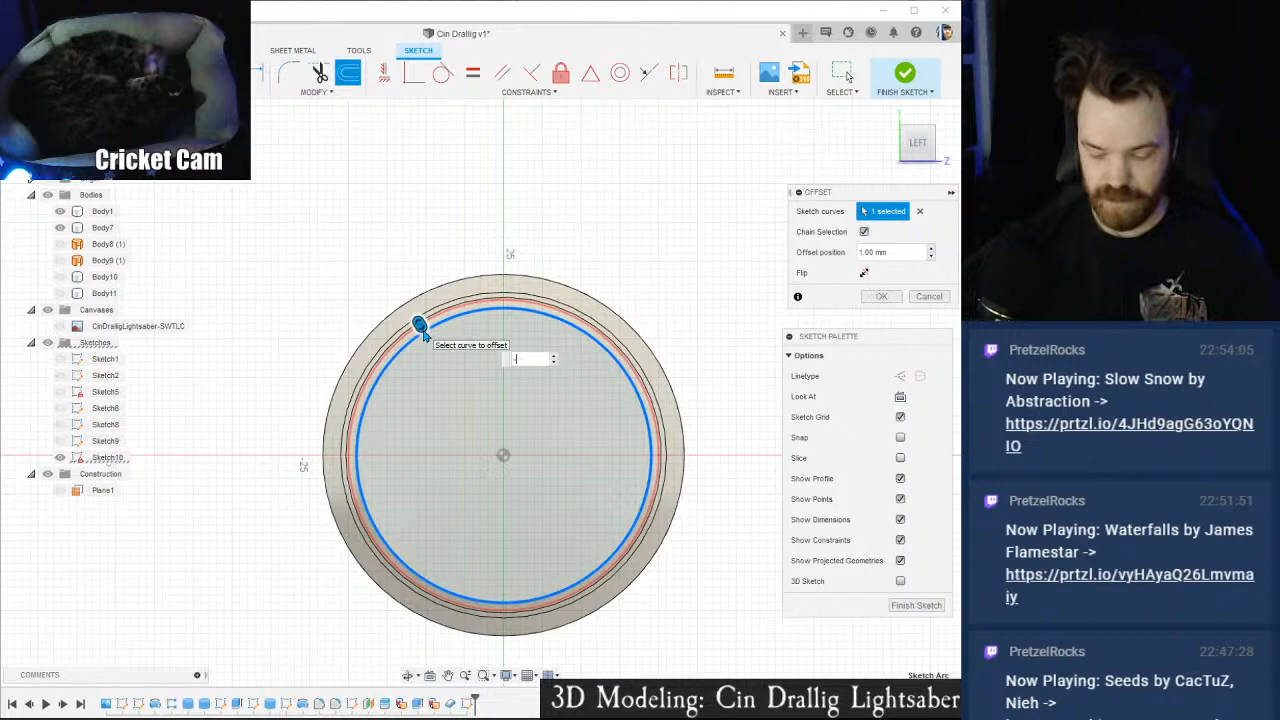 Cricket Cam
Cin Drallig v1*
SHEET METAL
TOOLS
SKETCH
MODIFY
CONSTRAINTS
INSPECT
INSERT
SELECT
FINISH SKETCH
Bodies
Body1
Body7
Body8 (1)
Body9 (1)
Body10
Body11
Canvases
CinDralligLightsaber-SWTLC
Sketches
Sketch1
Sketch2
Sketch5
Sketch6
Sketch8
Sketch9
Sketch10
Construction
Plane1
25
-25
Select curve to offset
-
Y
LEFT
Z
OFFSET
Sketch curves
1 selected
Chain Selection
Offset position
1.00 mm
Flip
OK
Cancel
SKETCH PALETTE
Options
Linetype
Look At
Sketch Grid
Snap
Slice
Show Profile
Show Points
Show Dimensions
Show Constraints
Show Projected Geometries
3D Sketch
Finish Sketch
COMMENTS
Sketch Arc
3D Modeling: Cin Drallig Lightsaber
PretzelRocks 22:54:05
Now Playing: Slow Snow by
Abstraction ->
https://prtzl.io/4JHd9agG63oYQN
IO
PretzelRocks 22:51:51
Now Playing: Waterfalls by James
Flamestar ->
https://prtzl.io/vyHAyaQ26Lmvma
iy
PretzelRocks 22:47:28
Now Playing: Seeds by CacTuZ,
Nieh ->